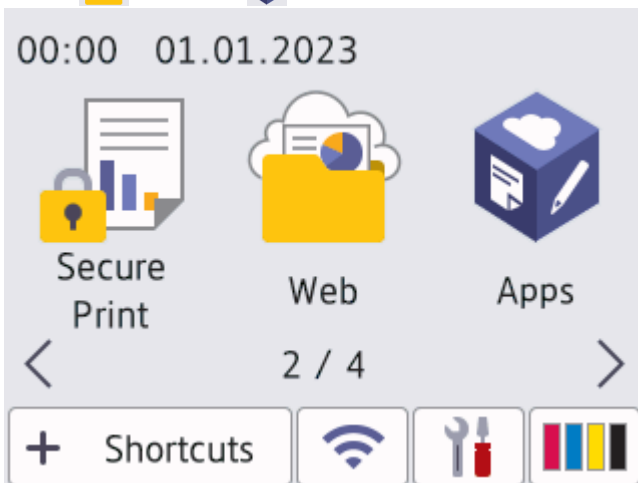 00:00 01.01.2023
Secure
Print
Web
Apps
2 / 4
+ Shortcuts